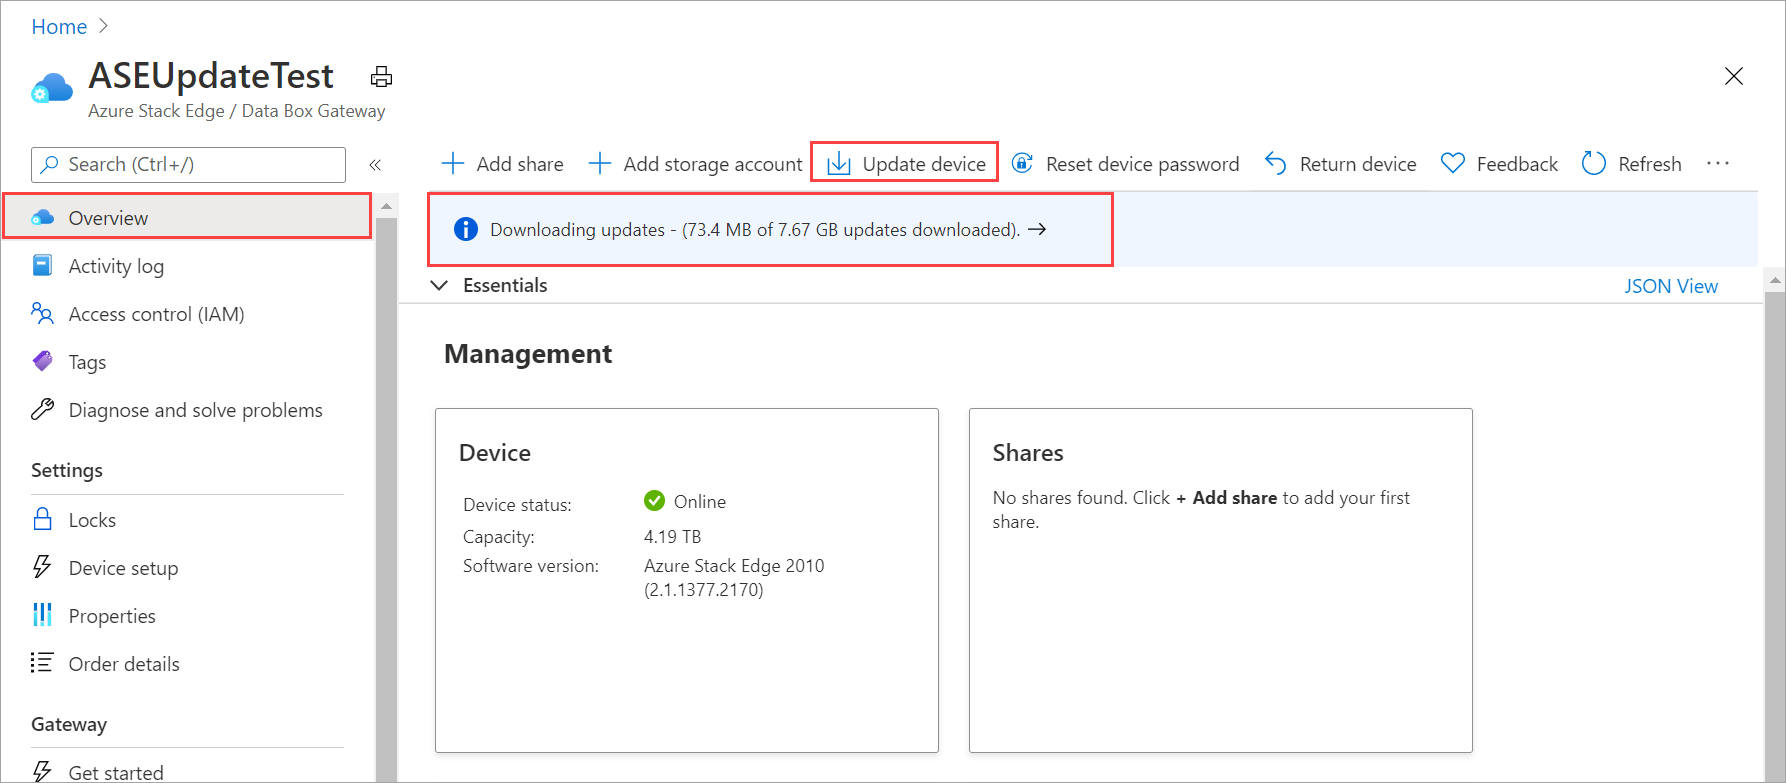 Home
ASEUpdateTest
Azure Stack Edge / Data Box Gateway
Search (Ctrl+/)
Overview
Activity log
Access control (IAM)
Tags
Diagnose and solve problems
Settings
Locks
Device setup
Properties
Order details
Gateway
Get started
Add share Add storage account Update device Reset device password Return device Feedback Refresh ...
Downloading updates - (73.4 MB of 7.67 GB updates downloaded). →
Essentials JSON View
Management
Device
Device status: Online
Capacity: 4.19 TB
Software version: Azure Stack Edge 2010
(2.1.1377.2170)
Shares
No shares found. Click + Add share to add your first
share.